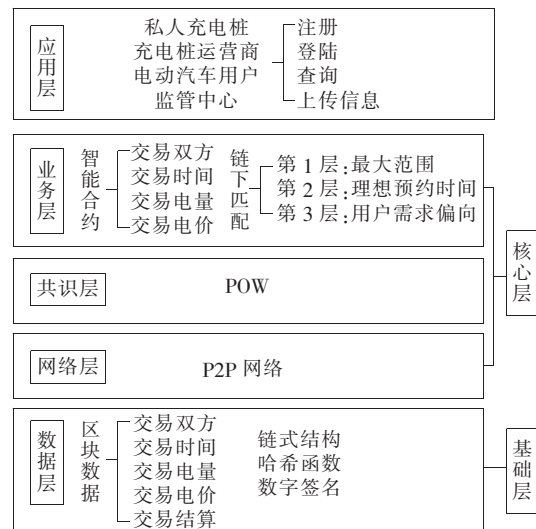 应用层
私人充电桩
充电桩运营商
电动汽车用户
监管中心
注册
登陆
查询
上传信息
业务层
智能合约
交易双方
交易时间
交易电量
交易电价
链下匹配
第1层:最大范围
第2层:理想预约时间
第3层:用户需求偏向
共识层
POW
网络层
P2P 网络
核心层
数据层
区块数据
交易双方
交易时间
交易电量
交易电价
交易结算
链式结构
哈希函数
数字签名
基础层